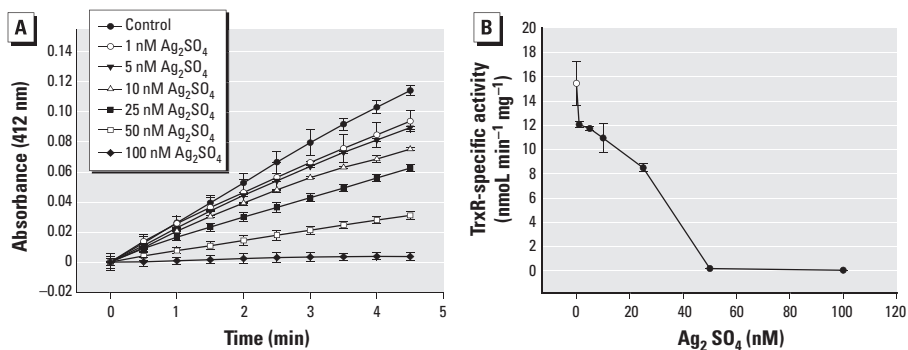 A
Control
1 nM Ag₂SO₄
5 nM Ag₂SO₄
10 nM Ag₂SO₄
25 nM Ag₂SO₄
50 nM Ag₂SO₄
100 nM Ag₂SO₄
0.14
0.12
0.10
0.08
0.06
0.04
0.02
0
–0.02
Absorbance (412 nm)
0 1 2 3 4 5
Time (min)
B
20
18
16
14
12
10
8
6
4
2
0
TrxR-specific activity
(nmoL min⁻¹ mg⁻¹)
0 20 40 60 80 100 120
Ag₂ SO₄ (nM)